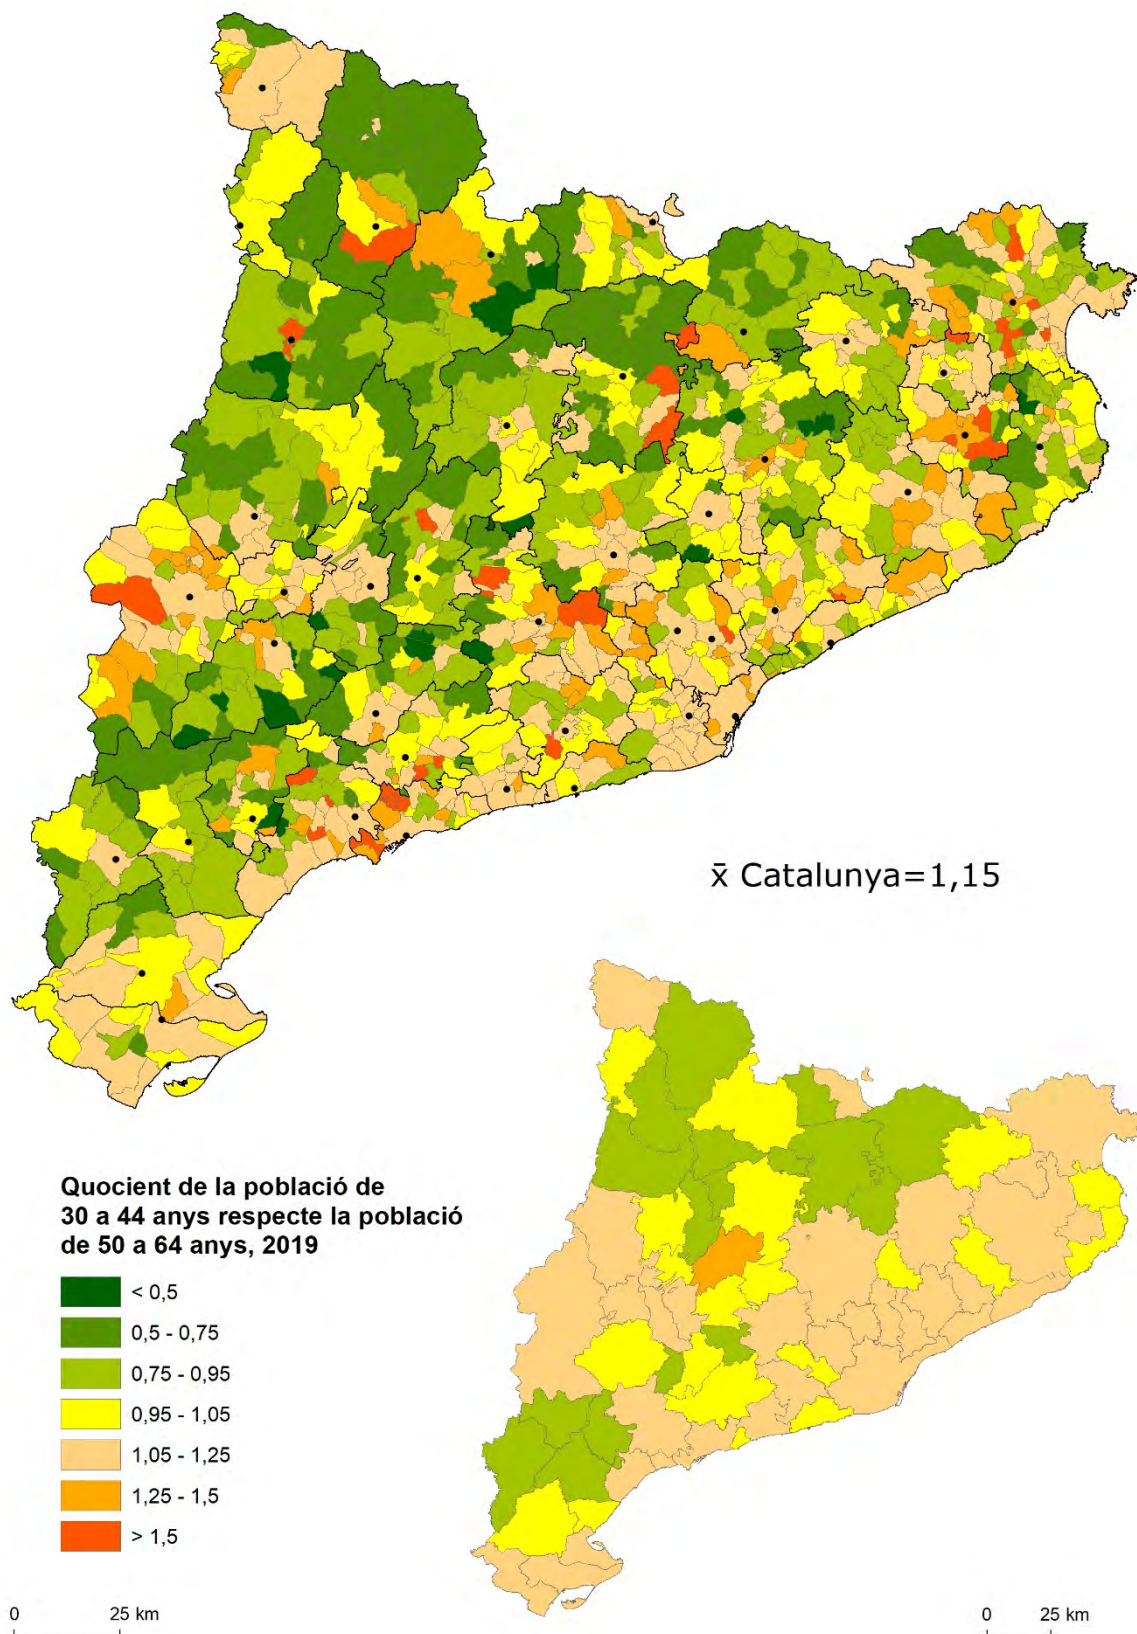 x̄ Catalunya=1,15
Quocient de la població de
30 a 44 anys respecte la població
de 50 a 64 anys, 2019
< 0,5
0,5 - 0,75
0,75 - 0,95
0,95 - 1,05
1,05 - 1,25
1,25 - 1,5
> 1,5
0 25 km
0 25 km